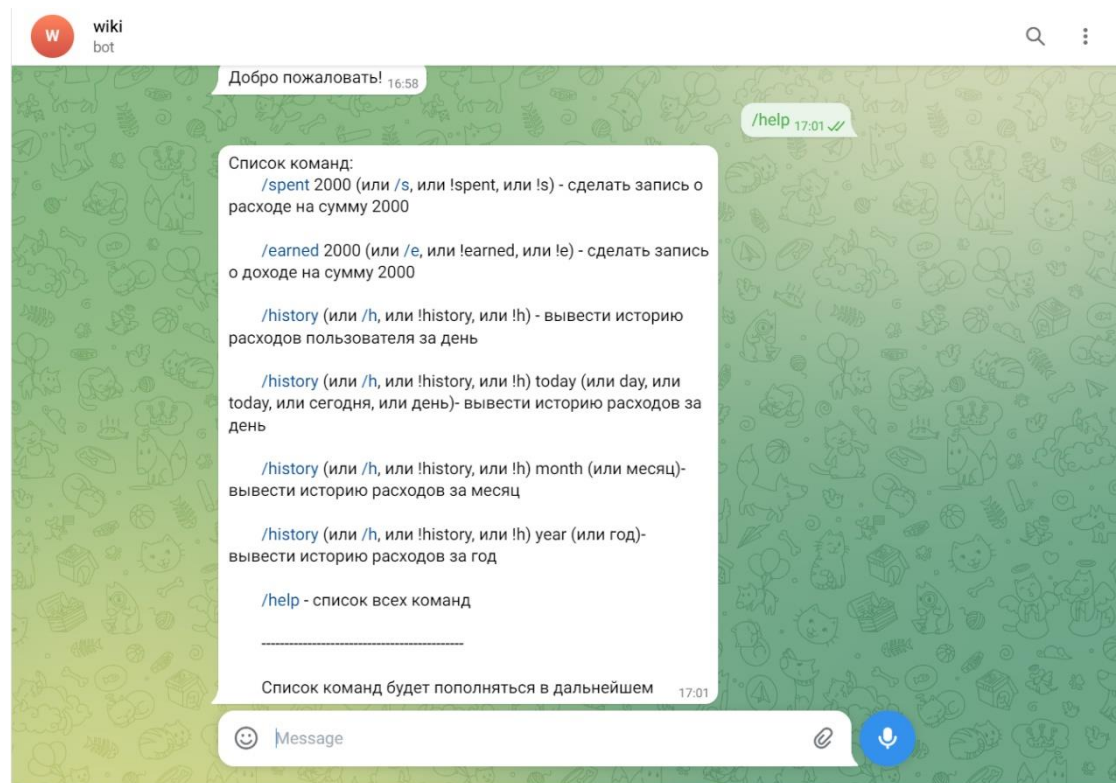 W
wiki
bot
Добро пожаловать! 16:58
/help 17:01
Список команд:
/spent 2000 (или /s, или !spent, или !s) - сделать запись о
расходе на сумму 2000
/earned 2000 (или /e, или !earned, или !e) - сделать запись
о доходе на сумму 2000
/history (или /h, или !history, или !h) - вывести историю
расходов пользователя за день
/history (или /h, или !history, или !h) today (или day, или
today, или сегодня, или день)- вывести историю расходов за
день
/history (или /h, или !history, или !h) month (или месяц)-
вывести историю расходов за месяц
/history (или /h, или !history, или !h) year (или год)-
вывести историю расходов за год
/help - список всех команд
--------------------------------------------
Список команд будет пополняться в дальнейшем 17:01
Message